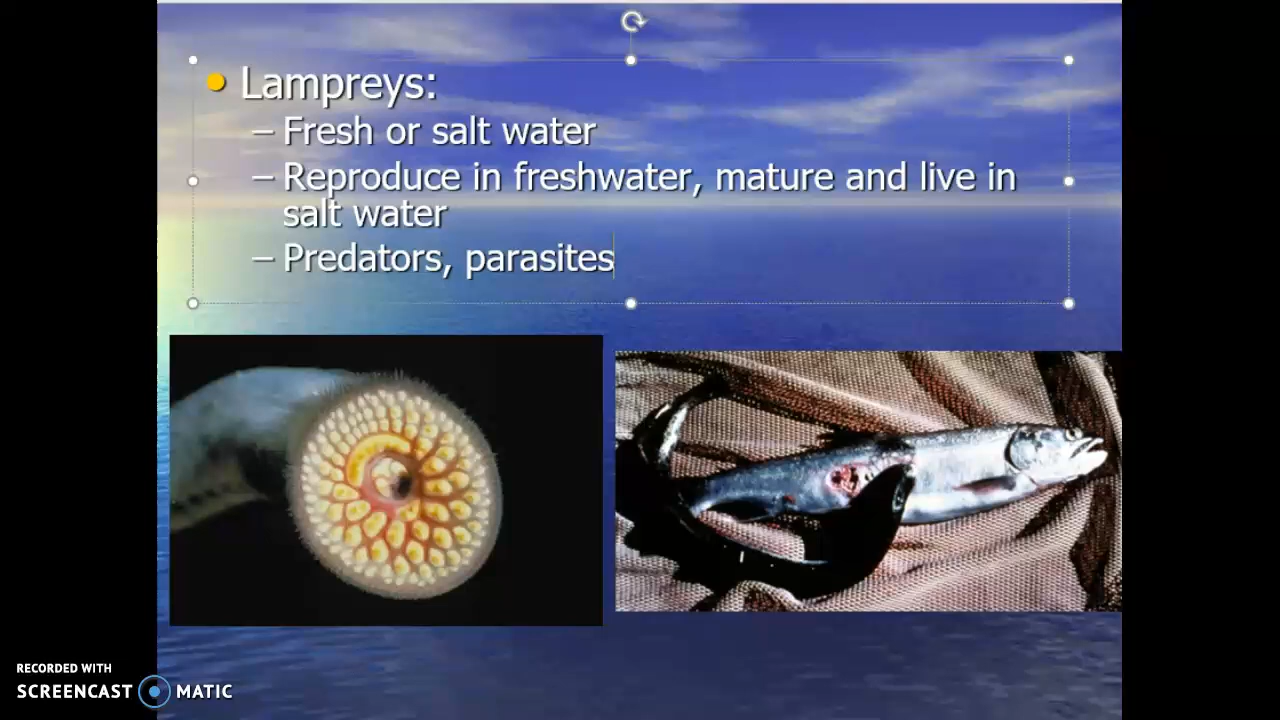 Lampreys:
– Fresh or salt water
– Reproduce in freshwater, mature and live in
salt water
– Predators, parasites
RECORDED WITH
SCREENCAST MATIC